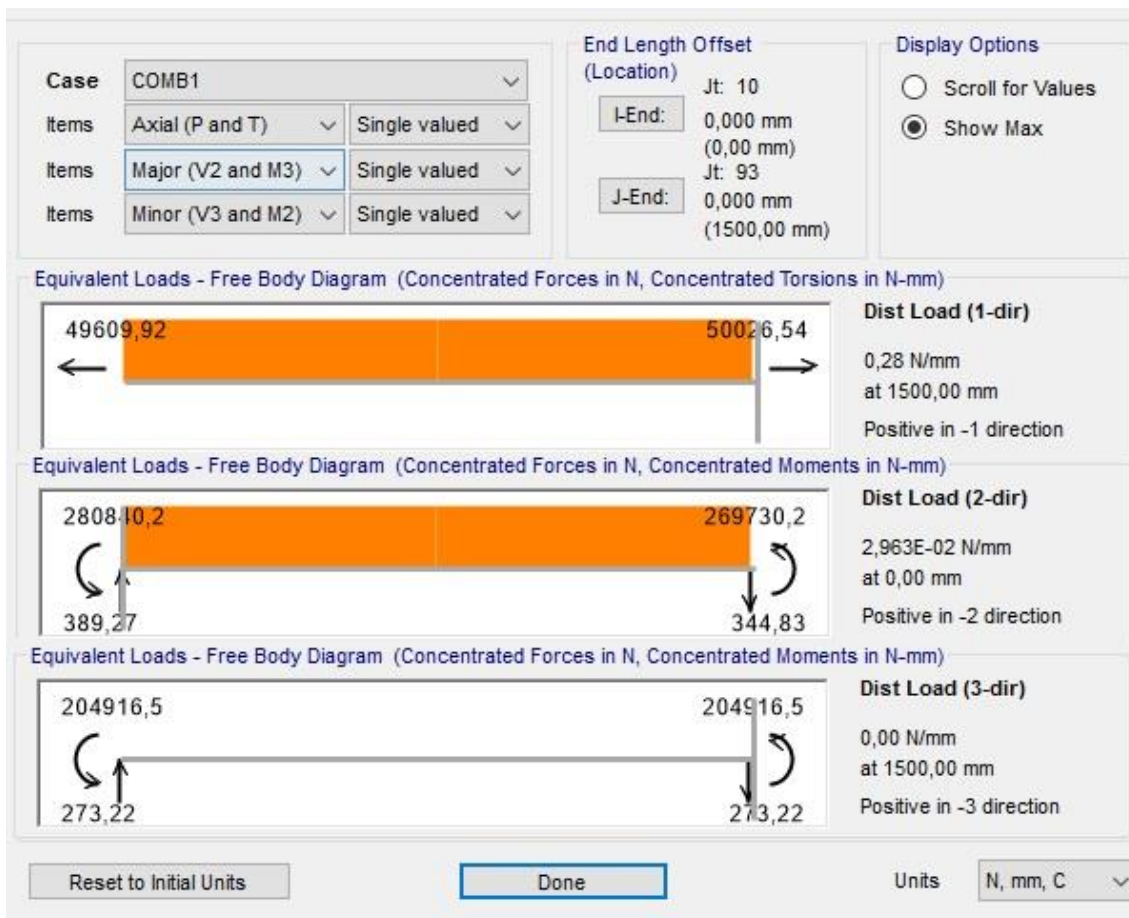 End Length Offset
(Location)
Display Options
Case COMB1
Items Axial (P and T) Single valued
Items Major (V2 and M3) Single valued
Items Minor (V3 and M2) Single valued
Jt: 10
I-End: 0,000 mm
(0,00 mm)
Jt: 93
J-End: 0,000 mm
(1500,00 mm)
Scroll for Values
Show Max
Equivalent Loads - Free Body Diagram (Concentrated Forces in N, Concentrated Torsions in N-mm)
49609,92 50026,54
Dist Load (1-dir)
0,28 N/mm
at 1500,00 mm
Positive in -1 direction
Equivalent Loads - Free Body Diagram (Concentrated Forces in N, Concentrated Moments in N-mm)
280840,2 269730,2
389,27 344,83
Dist Load (2-dir)
2,963E-02 N/mm
at 0,00 mm
Positive in -2 direction
Equivalent Loads - Free Body Diagram (Concentrated Forces in N, Concentrated Moments in N-mm)
204916,5 204916,5
273,22 273,22
Dist Load (3-dir)
0,00 N/mm
at 1500,00 mm
Positive in -3 direction
Reset to Initial Units Done Units N, mm, C